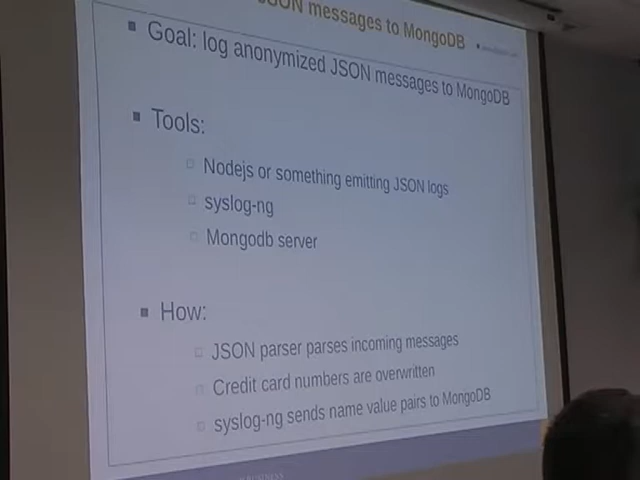 JSON messages to MongoDB
Goal: log anonymized JSON messages to MongoDB
Tools:
Nodejs or something emitting JSON logs
syslog-ng
Mongodb server
How:
JSON parser parses incoming messages
Credit card numbers are overwritten
syslog-ng sends name value pairs to MongoDB